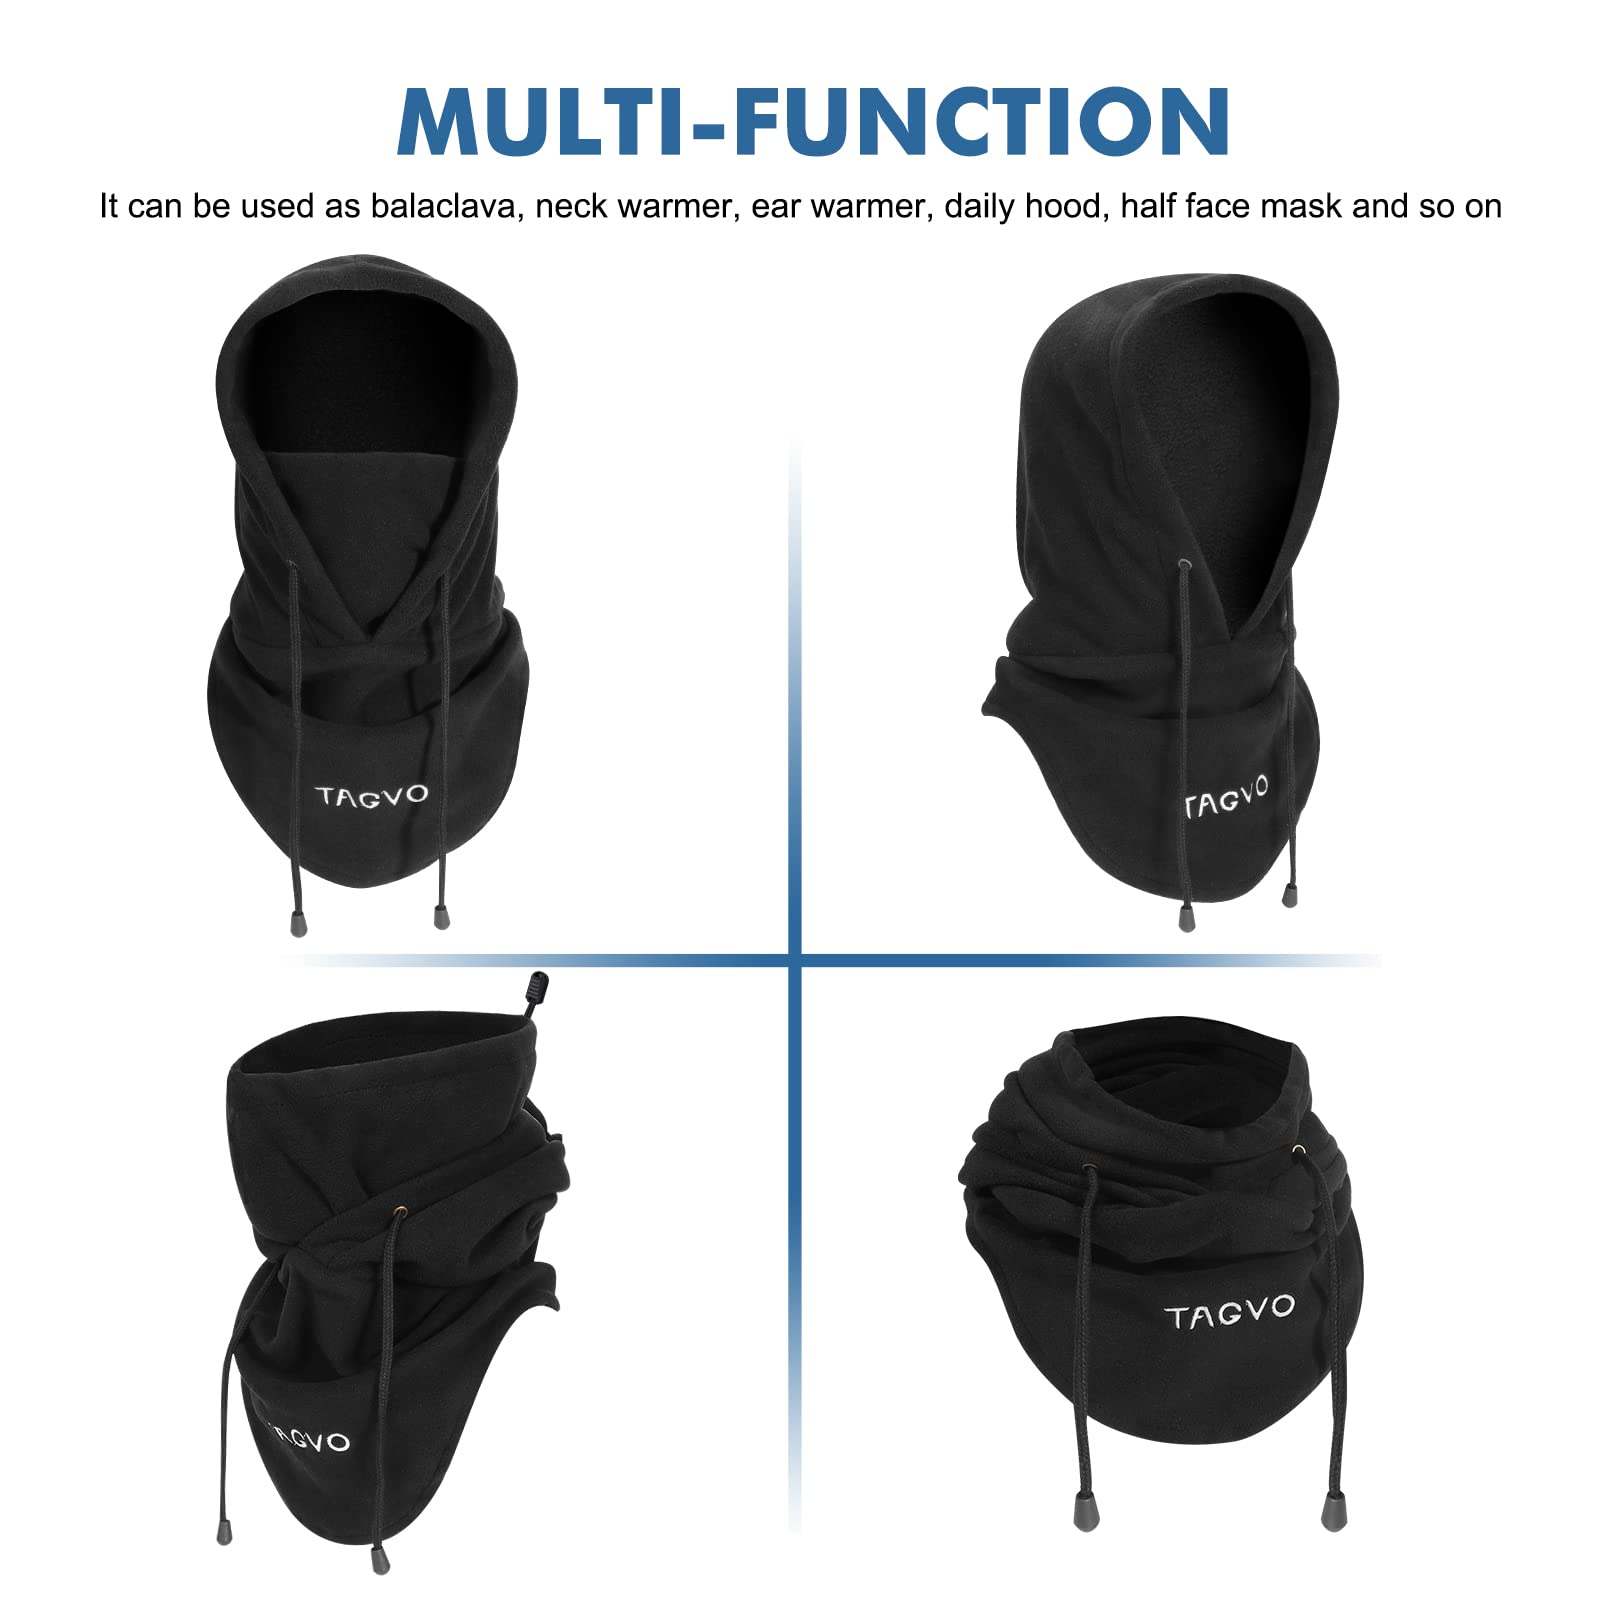 MULTI-FUNCTION
It can be used as balaclava, neck warmer, ear warmer, daily hood, half face mask and so on
TAGVO
TAGVO
TAGVO
TAGVO